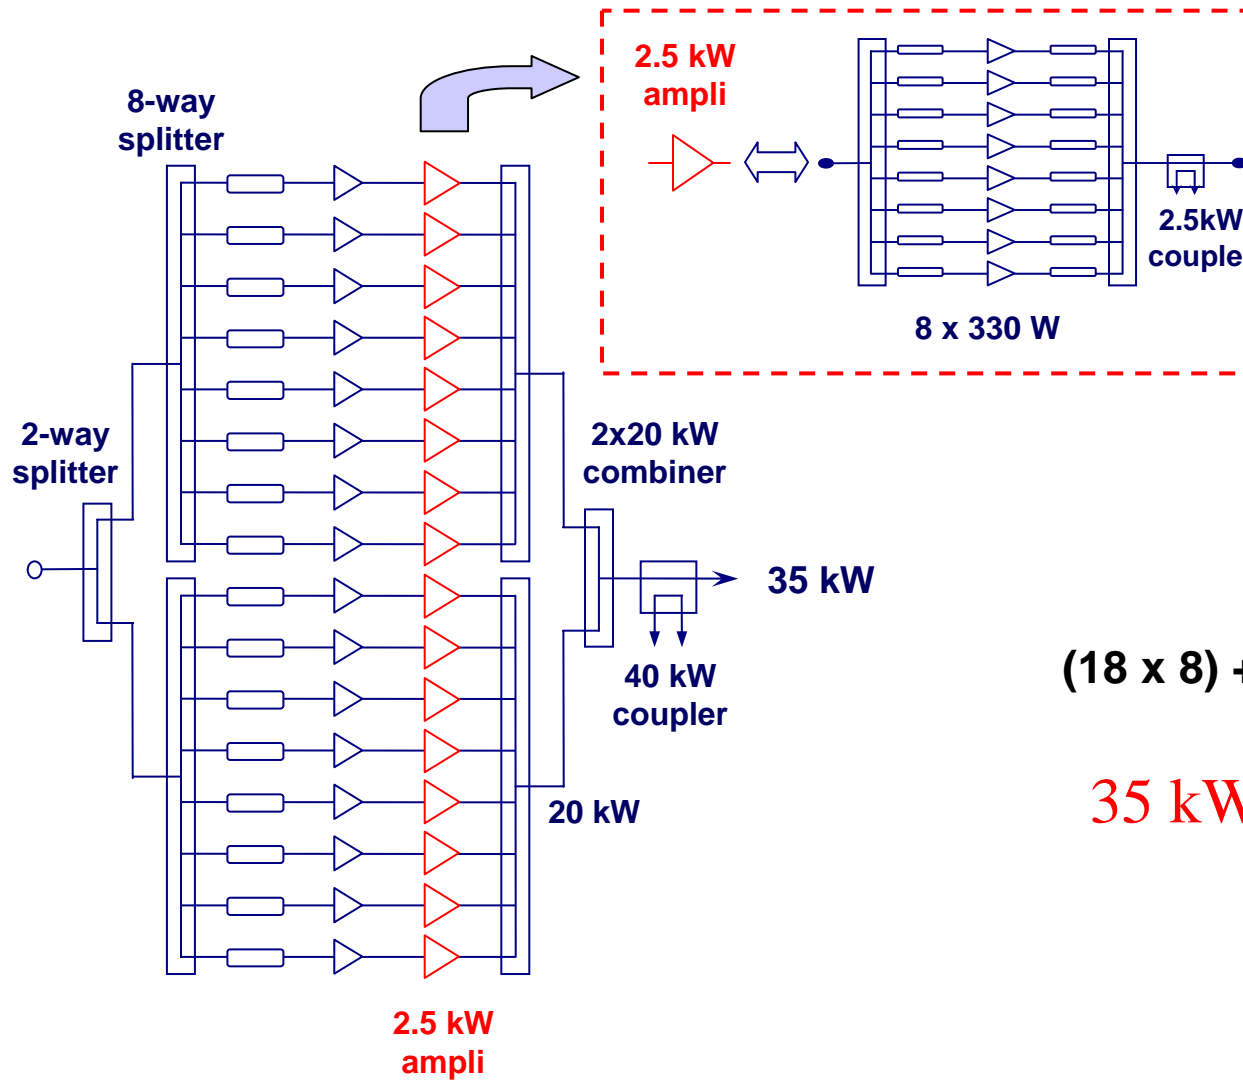 2.5 kW
ampli
8-way
splitter
2.5kW
8 x 330 W
2-way
splitter
2x20 kW
combiner
35 kW
40 kW
coupler
(18 x 8) +
20 kW
35 kW
2.5 kW
ampli